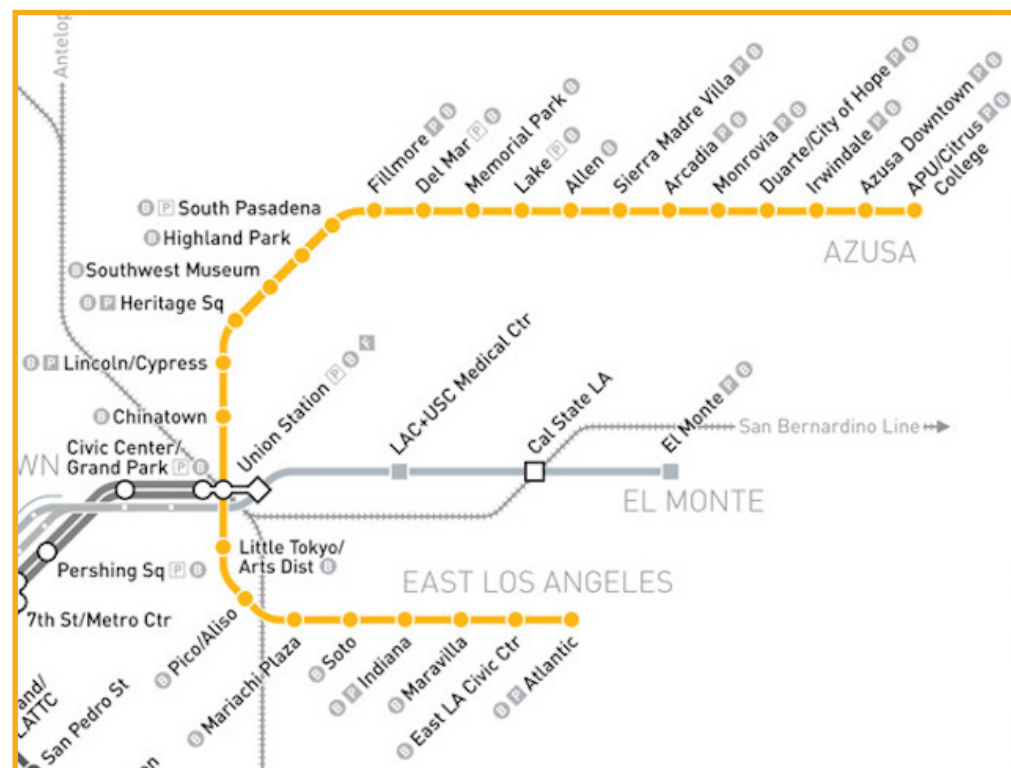 Antelop
Fillmore P B
Del Mar P B
Memorial Park B
Lake P B
Allen B
Sierra Madre Villa P B
Arcadia P B
Monrovia P B
Duarte/City of Hope P B
Irwindale P B
Azusa Downtown P B
APU/Citrus P B
College
B P South Pasadena
B Highland Park
B Southwest Museum
B P Heritage Sq
AZUSA
B P Lincoln/Cypress
B Chinatown
Union Station P B
LAC+USC Medical Ctr
Cal State LA
El Monte P B
San Bernardino Line
Civic Center/
WN
Grand Park P B
EL MONTE
Little Tokyo/
Arts Dist B
Pershing Sq P B
EAST LOS ANGELES
7th St/Metro Ctr
B Pico/Aliso
B Mariachi Plaza
B Soto
B P Indiana
B Maravilla
B East LA Civic Ctr
B P Atlantic
and/
LATTC
San Pedro St
on